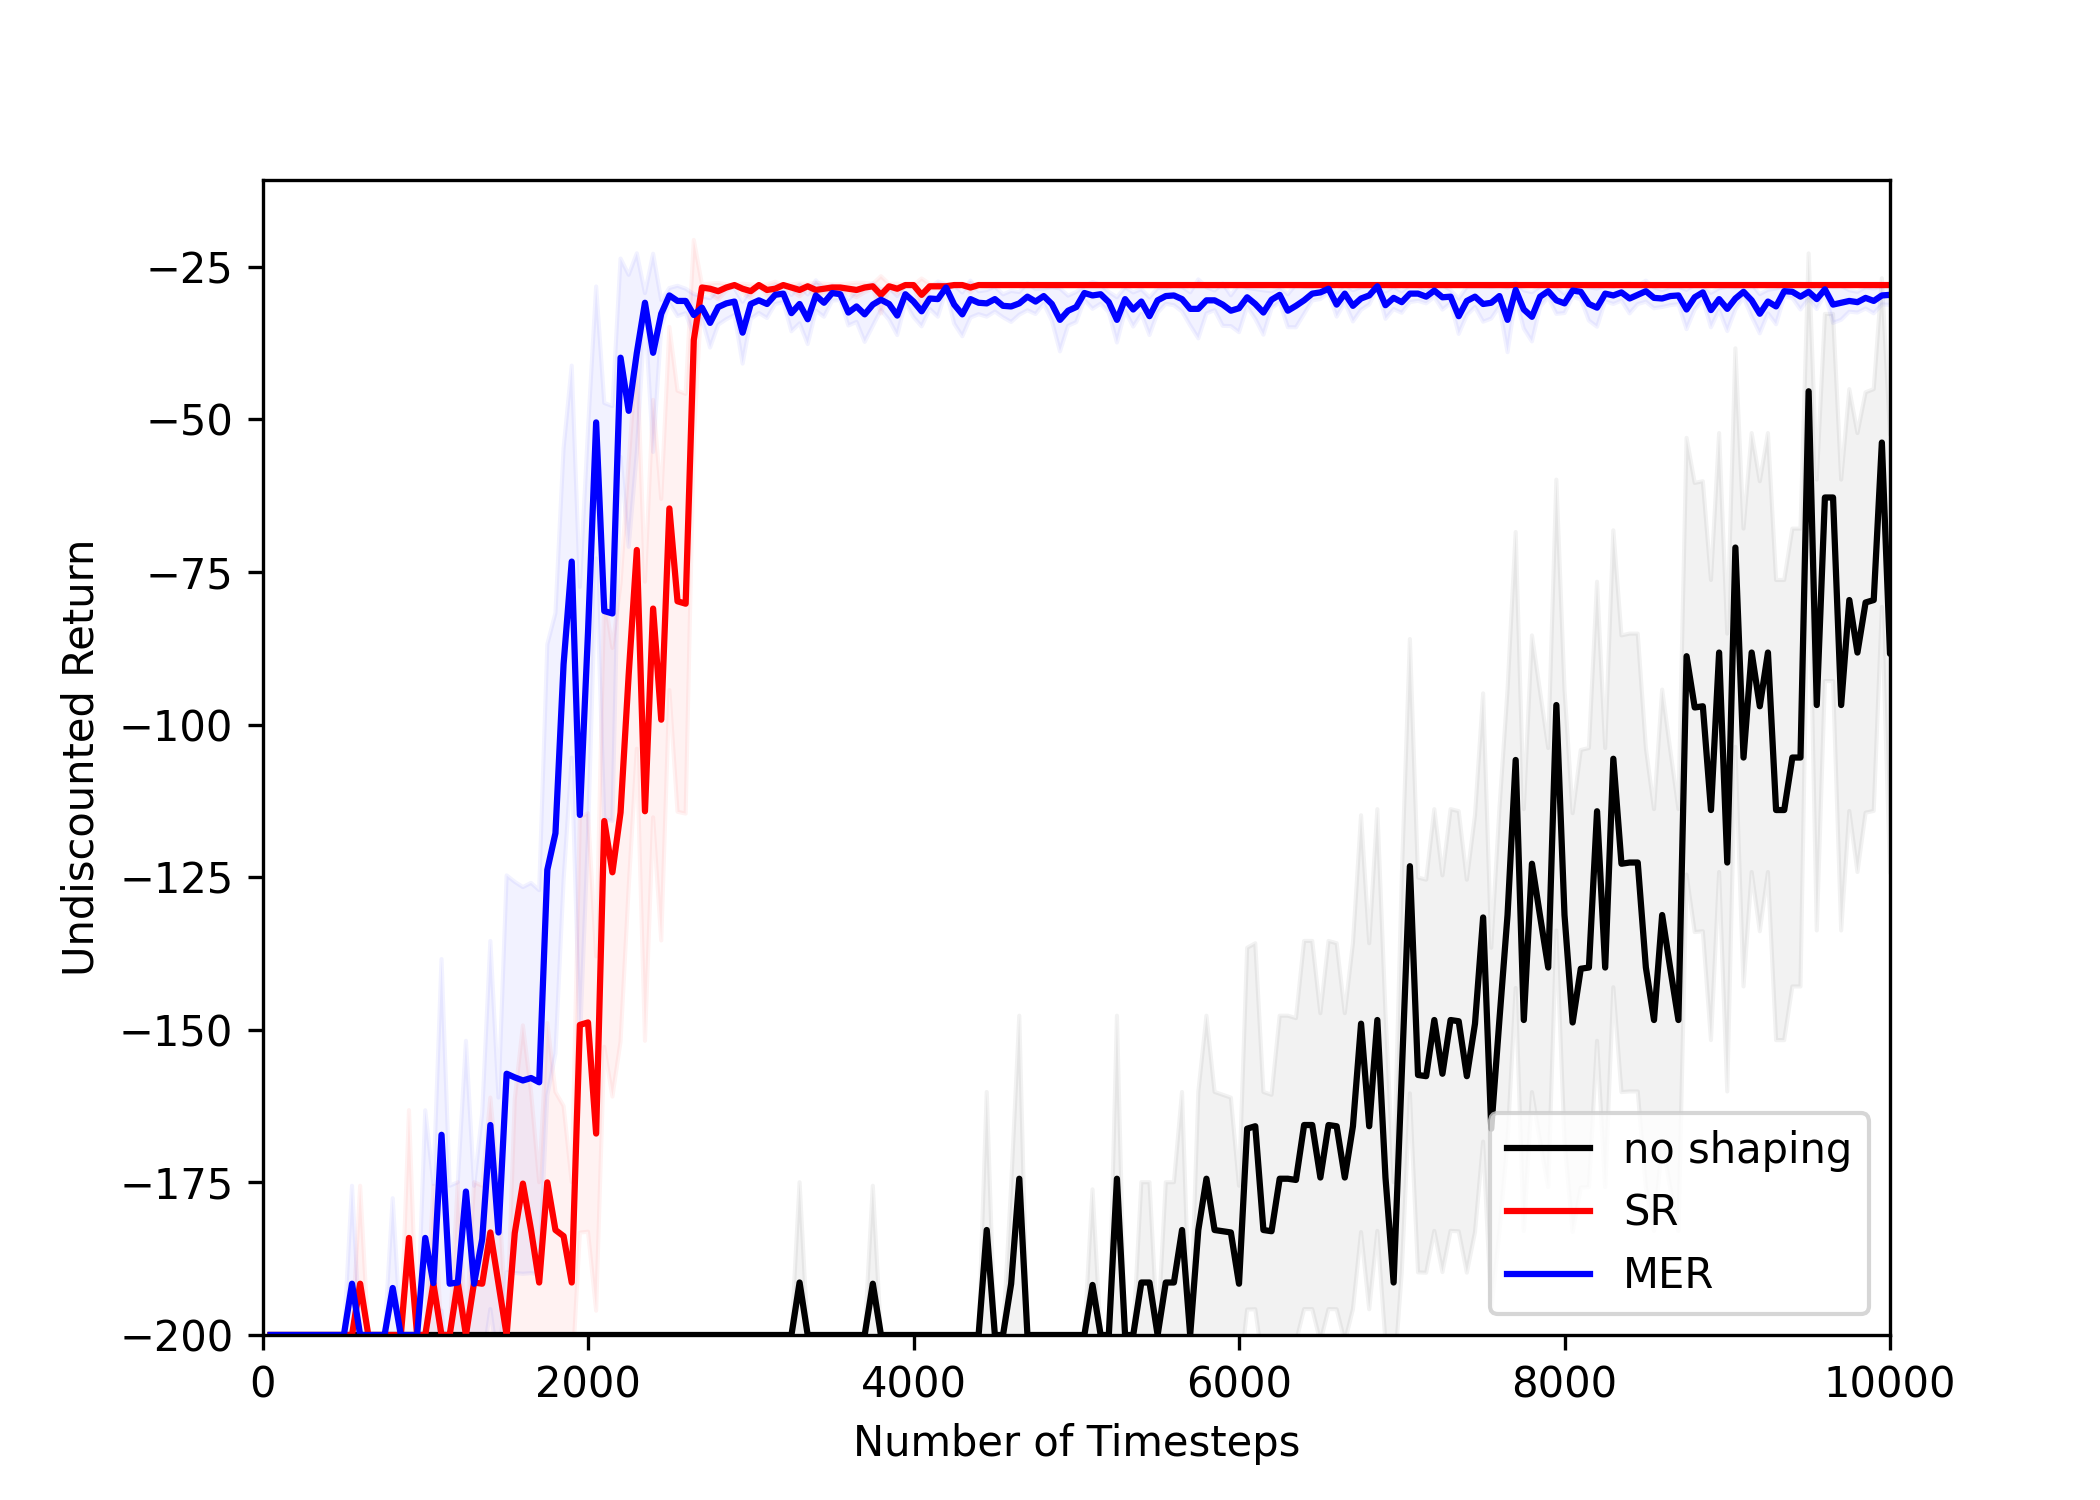 Undiscounted Return
−25
−50
−75
−100
−125
−150
−175
−200
0 2000 4000 6000 8000 10000
Number of Timesteps
no shaping
SR
MER